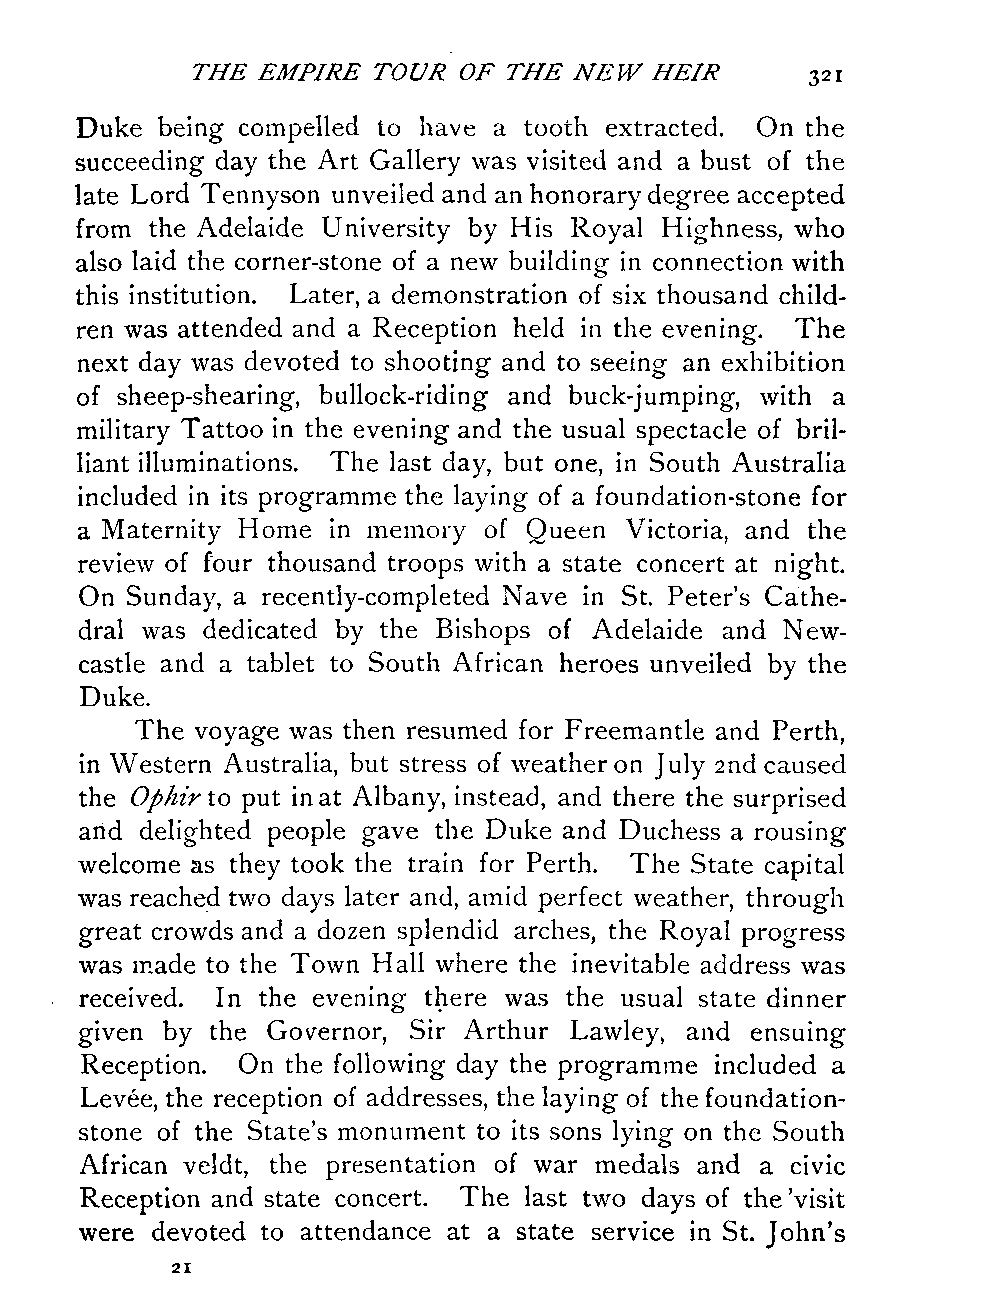 THE EMPIRE TOUR OF THE NEW HEIR 321
Duke being compelled to have a tooth extracted. On the
succeeding day the Art Gallery was visited and a bust of the
late Lord Tennyson unveiled and an honorary degree accepted
from the Adelaide University by His Royal Highness, who
also laid the corner-stone of a new building in connection with
this institution. Later, a demonstration of six thousand child-
ren was attended and a Reception held in the evening. The
next day was devoted to shooting and to seeing an exhibition
of sheep-shearing, bullock-riding and buck-jumping, with a
military Tattoo in the evening and the usual spectacle of bril-
liant illuminations. The last day, but one, in South Australia
included in its programme the laying of a foundation-stone for
a Maternity Home in memory of Queen Victoria, and the
review of four thousand troops with a state concert at night.
On Sunday, a recently-completed Nave in St. Peter's Cathe-
dral was dedicated by the Bishops of Adelaide and New-
castle and a tablet to South African heroes unveiled by the
Duke.
The voyage was then resumed for Freemantle and Perth,
in Western Australia, but stress of weather on July 2nd caused
the Ophir to put in at Albany, instead, and there the surprised
and delighted people gave the Duke and Duchess a rousing
welcome as they took the train for Perth. The State capital
was reached two days later and, amid perfect weather, through
great crowds and a dozen splendid arches, the Royal progress
was made to the Town Hall where the inevitable address was
received. In the evening there was the usual state dinner
given by the Governor, Sir Arthur Lawley, and ensuing
Reception. On the following day the programme included a
Levée, the reception of addresses, the laying of the foundation-
stone of the State's monument to its sons lying on the South
African veldt, the presentation of war medals and a civic
Reception and state concert. The last two days of the 'visit
were devoted to attendance at a state service in St. John's
21